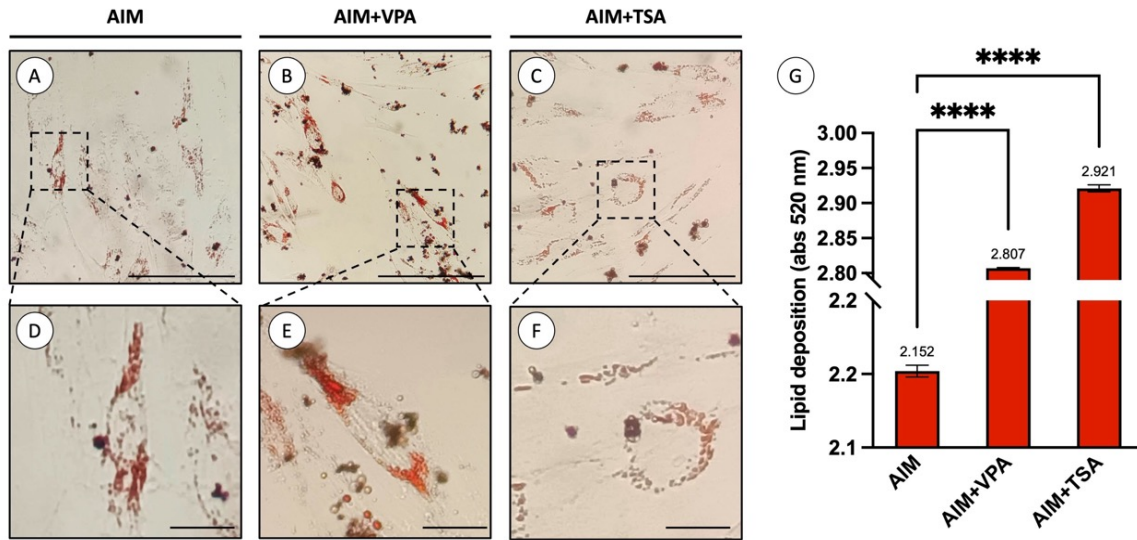 AIM
AIM+VPA
AIM+TSA
A
B
C
D
E
F
G
****
****
Lipid deposition (abs 520 nm)
3.00
2.95
2.90
2.85
2.80
2.2
2.2
2.1
2.152
2.807
2.921
AIM
AIM+VPA
AIM+TSA